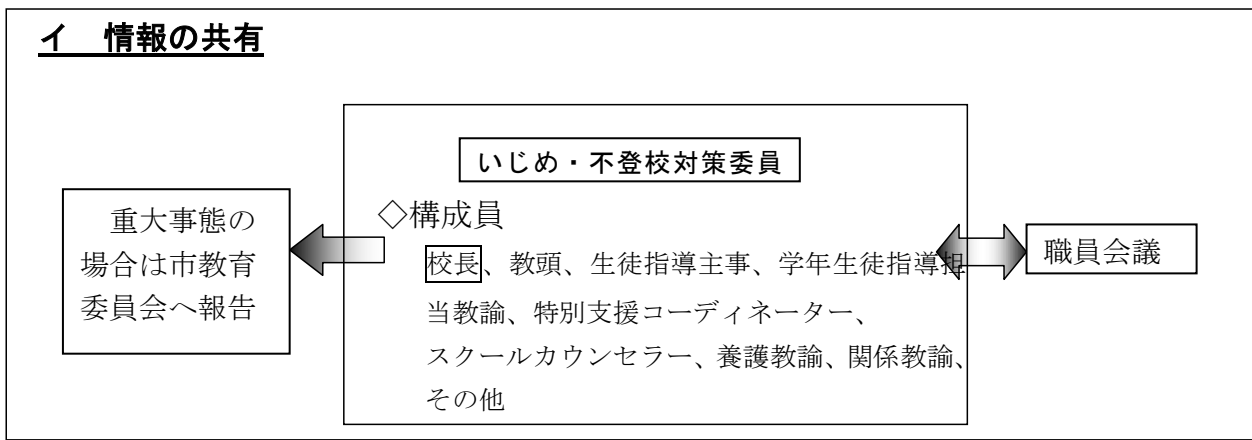 イ　情報の共有
いじめ・不登校対策委員
重大事態の
場合は市教育
委員会へ報告
◇構成員
校長、教頭、生徒指導主事、学年生徒指導担
当教諭、特別支援コーディネーター、
スクールカウンセラー、養護教諭、関係教諭、
その他
職員会議